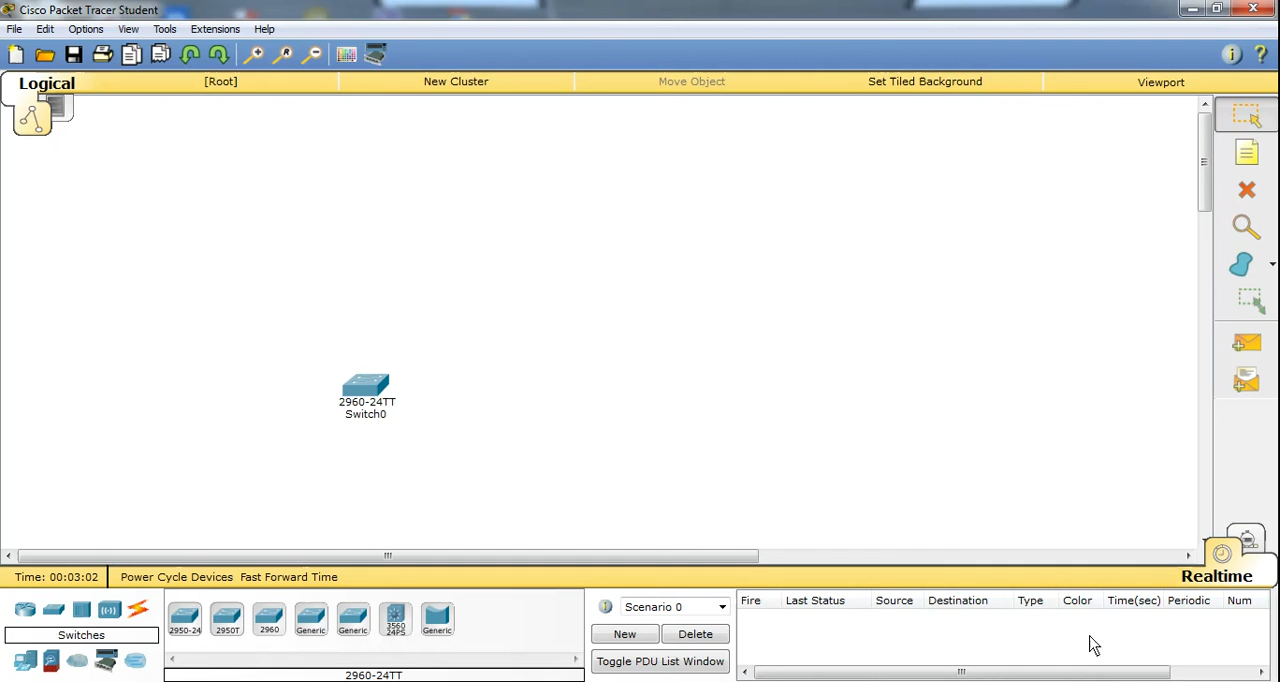 Cisco Packet Tracer Student
File Edit Options View Tools Extensions Help
Logical [Root] New Cluster Move Object Set Tiled Background Viewport
2960-24TT
Switch0
Realtime
Time: 00:03:02 Power Cycle Devices Fast Forward Time
Switches
2950-24 2950T 2960 Generic Generic 3560 24PS Generic
2960-24TT
Scenario 0
New Delete
Toggle PDU List Window
Fire Last Status Source Destination Type Color Time(sec) Periodic Num